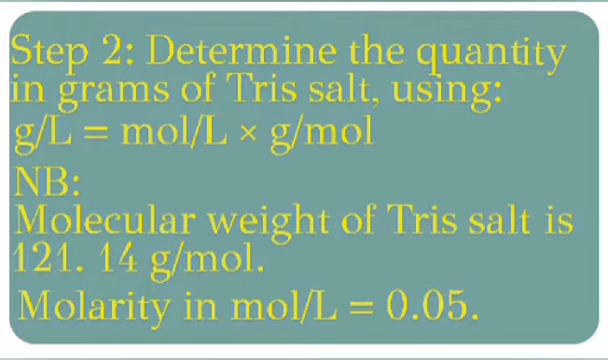 Step 2: Determine the quantity
in grams of Tris salt, using:
g/L = mol/L × g/mol
NB:
Molecular weight of Tris salt is
121. 14 g/mol.
Molarity in mol/L = 0.05.